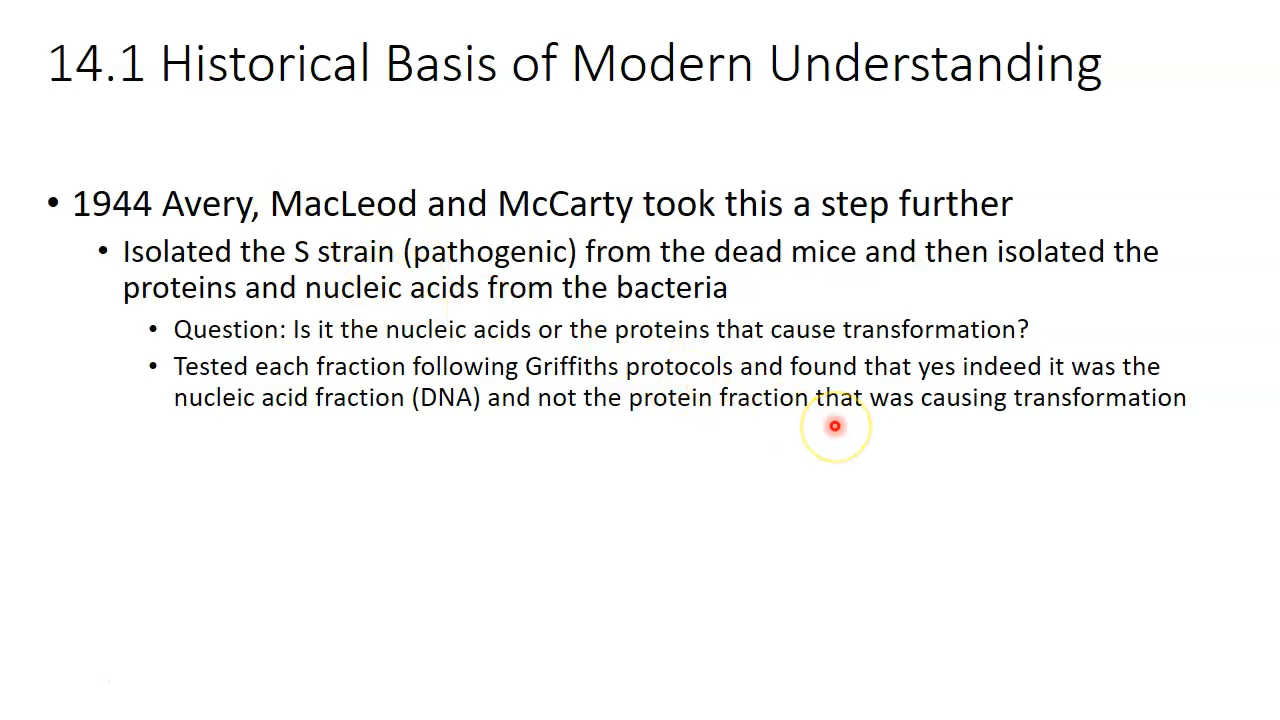 14.1 Historical Basis of Modern Understanding
• 1944 Avery, MacLeod and McCarty took this a step further
• Isolated the S strain (pathogenic) from the dead mice and then isolated the
proteins and nucleic acids from the bacteria
• Question: Is it the nucleic acids or the proteins that cause transformation?
• Tested each fraction following Griffiths protocols and found that yes indeed it was the
nucleic acid fraction (DNA) and not the protein fraction that was causing transformation